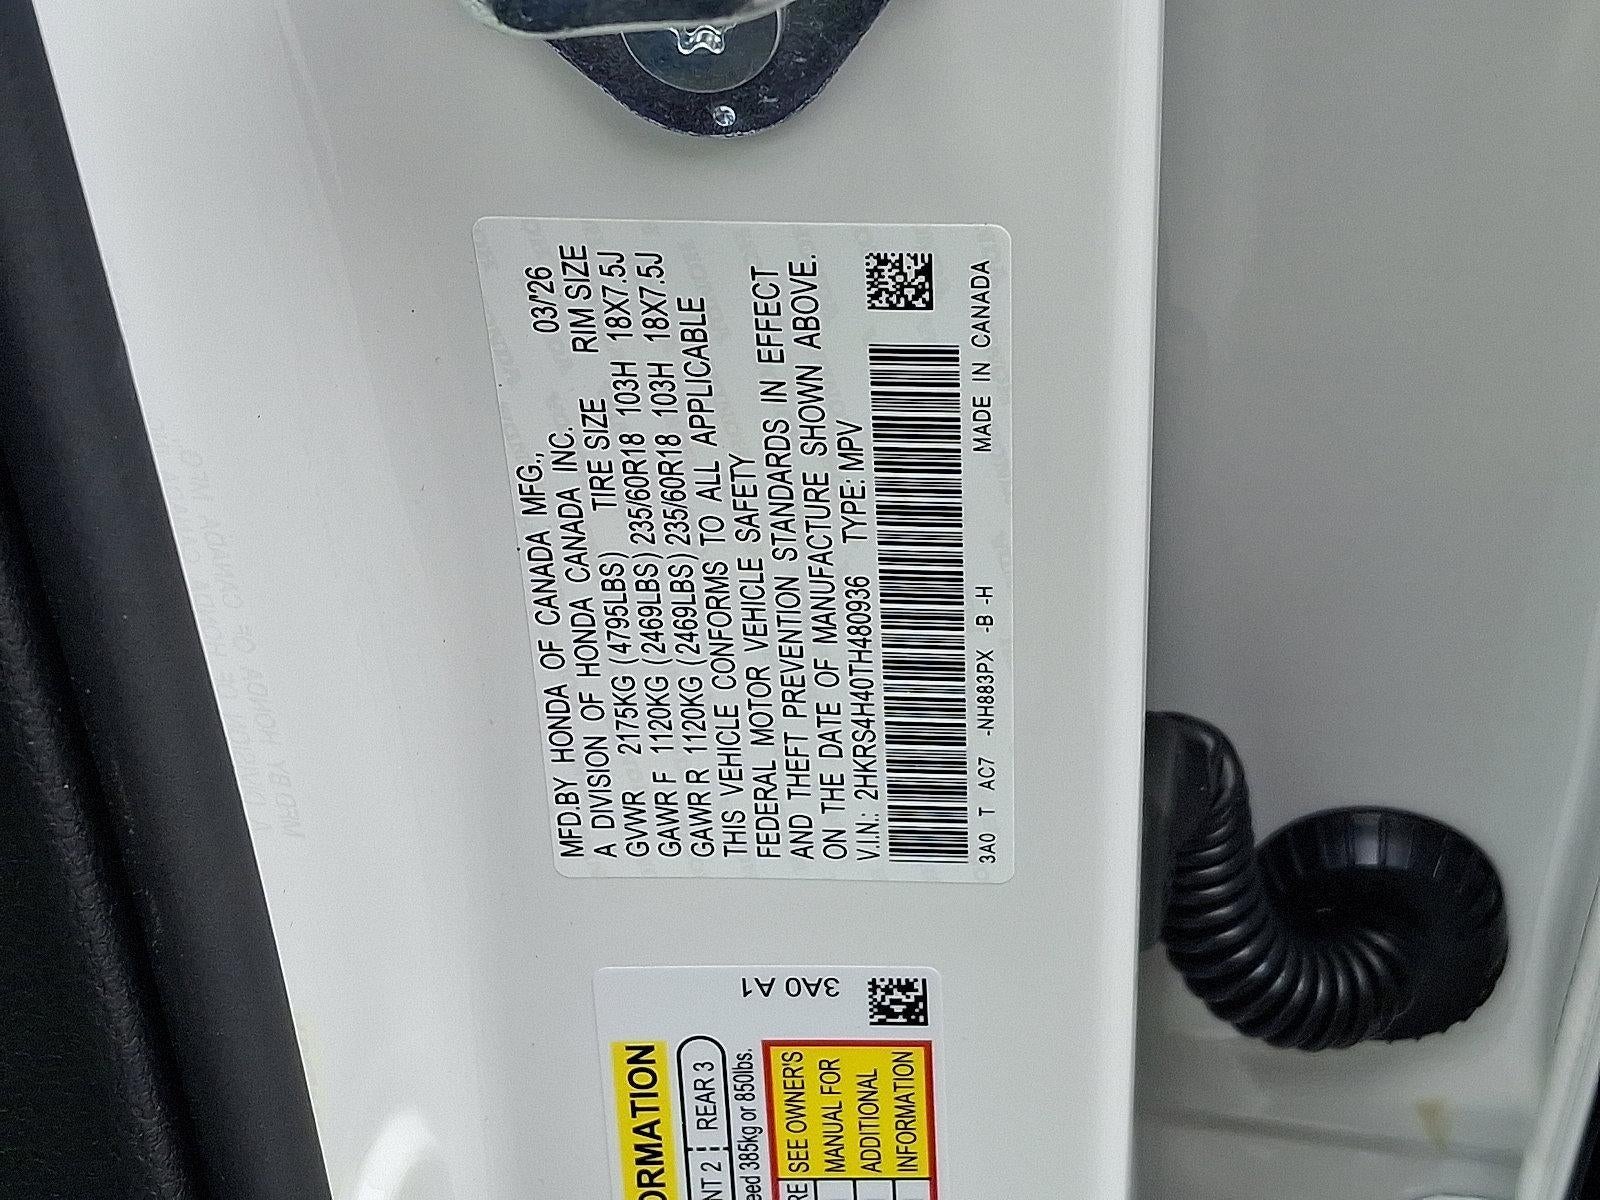 MFD.BY HONDA OF CANADA MFG., 03/'26
A DIVISION OF HONDA CANADA INC. TIRE SIZE RIM SIZE
GVWR 2175KG (4795LBS)
GAWR F 1120KG (2469LBS) 235/60R18 103H 18X7.5J
GAWR R 1120KG (2469LBS) 235/60R18 103H 18X7.5J
THIS VEHICLE CONFORMS TO ALL APPLICABLE
FEDERAL MOTOR VEHICLE SAFETY
AND THEFT PREVENTION STANDARDS IN EFFECT
ON THE DATE OF MANUFACTURE SHOWN ABOVE.
V.I.N.: 2HKRS4H40TH480936 TYPE: MPV
3A0 T AC7 -NH883PX -B -H MADE IN CANADA
3A0 A1
ORMATION
NT 2 REAR 3
eed 385kg or 850lbs.
RE SEE OWNER'S
MANUAL FOR
ADDITIONAL
INFORMATION